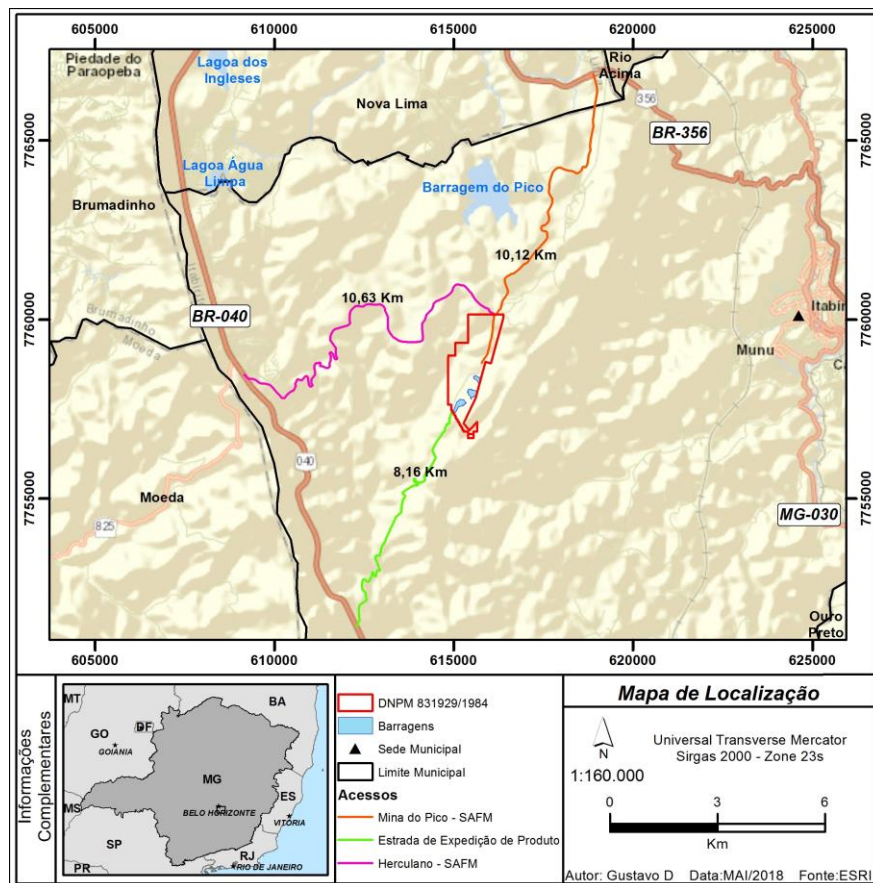 605000 610000 615000 620000 625000
Piedade do
Paraopeba
Lagoa dos
Ingleses
Rio
Acima
Nova Lima
356
BR-356
7765000 7765000
Lagoa Água
Limpa
Barragem do Pico
Brumadinho
10,12 Km
10,63 Km
7760000 7760000
BR-040
Itabirito
Itabir
Brumadinho
Moeda
Munu
8,16 Km
040
7755000 7755000
Moeda
MG-030
825
Ouro
Preto
605000 610000 615000 620000 625000
Informações
Complementares
MT
BA
GO
DF
GOIÂNIA
MG
BELO HORIZONTE
ES
VITÓRIA
MS
SP
RJ
RIO DE JANEIRO
PR
DNPM 831929/1984
Barragens
Sede Municipal
Limite Municipal
Acessos
Mina do Pico - SAFM
Estrada de Expedição de Produto
Herculano - SAFM
Mapa de Localização
N
Universal Transverse Mercator
Sirgas 2000 - Zone 23s
1:160.000
0 3 6
Km
Autor: Gustavo D Data:MAI/2018 Fonte:ESRI